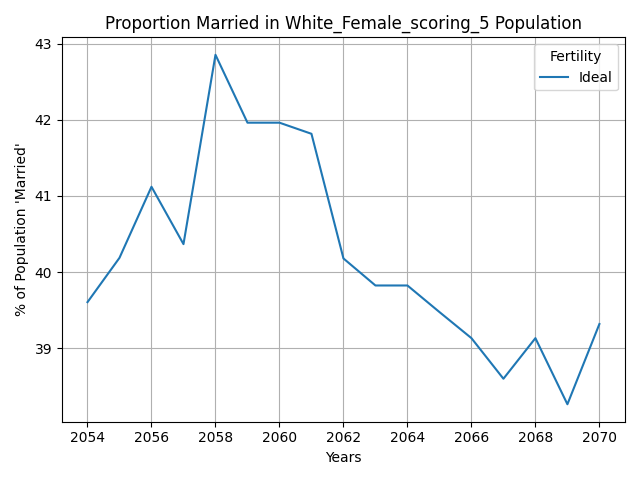 Proportion Married in White_Female_scoring_5 Population
% of Population 'Married'
43
42
41
40
39
Fertility
Ideal
2054 2056 2058 2060 2062 2064 2066 2068 2070
Years